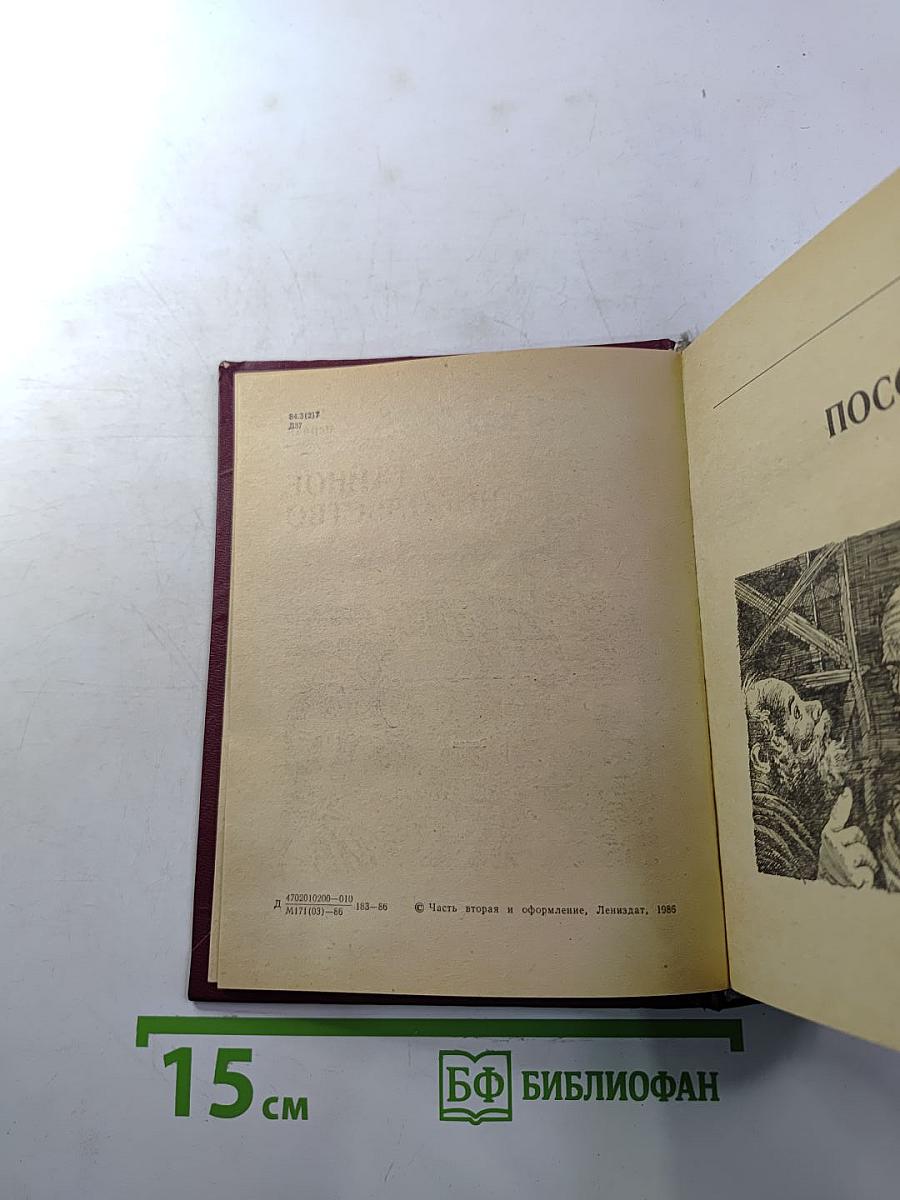 84.3(2)7
Д37
Д 4702010200—010
М171(03)—86 183—86
© Часть вторая и оформление, Лениздат, 1986
ПОСС
15 см
БФ БИБЛИОФАН